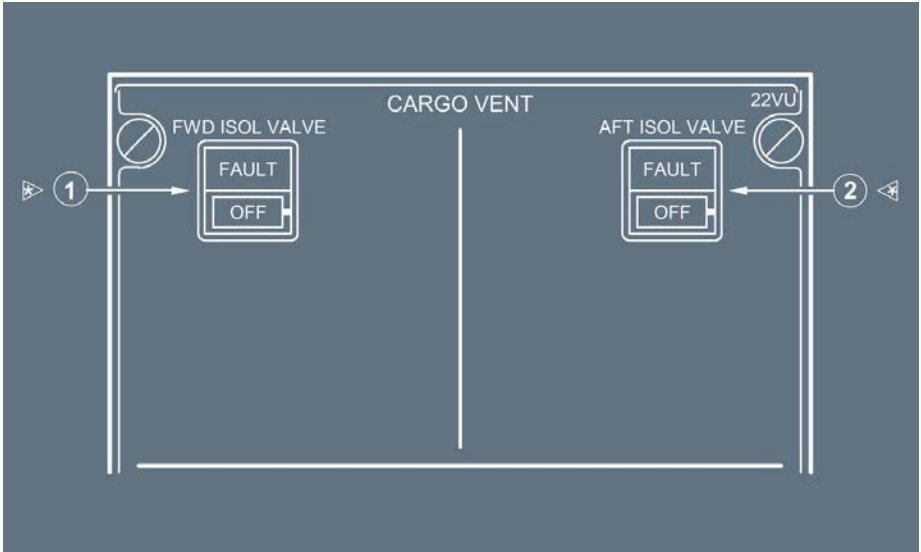 CARGO VENT
22VU
FWD ISOL VALVE
AFT ISOL VALVE
FAULT
FAULT
1
2
OFF
OFF